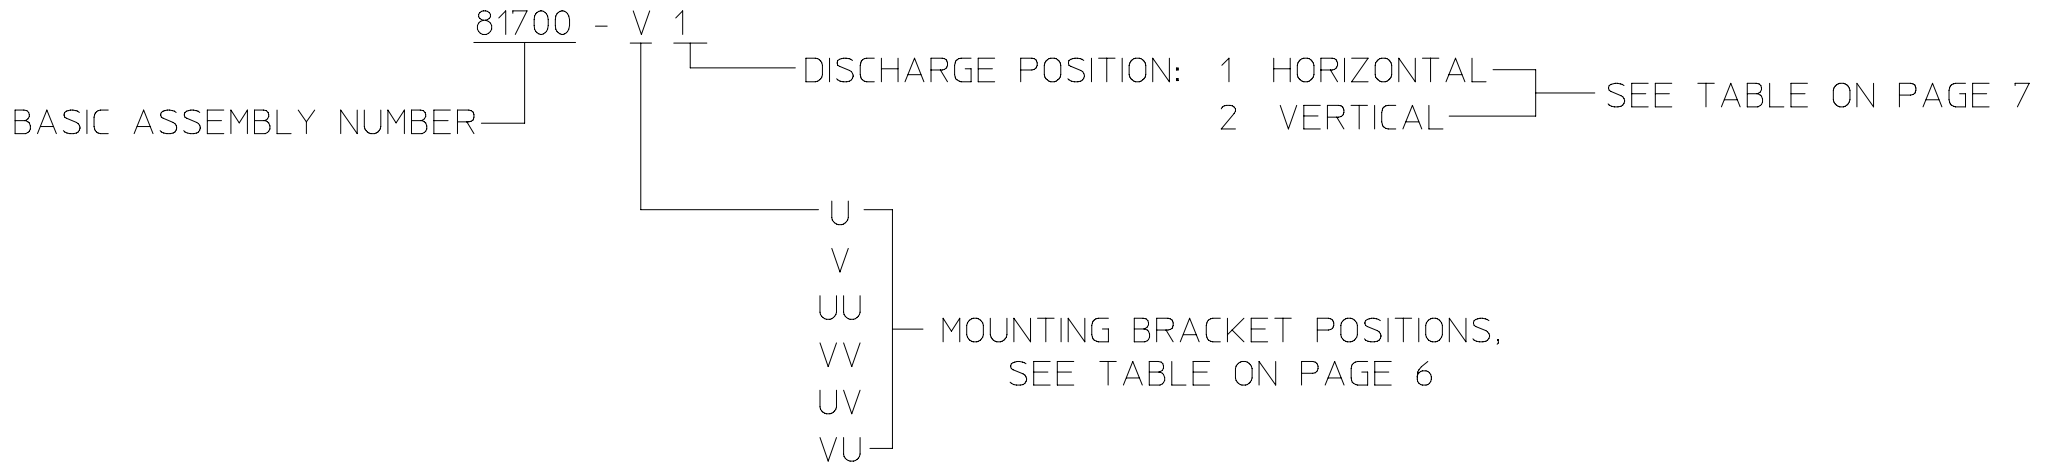 81700 - V 1
DISCHARGE POSITION: 1 HORIZONTAL
2 VERTICAL
SEE TABLE ON PAGE 7
BASIC ASSEMBLY NUMBER
U
V
UU
VV
UV
VU
MOUNTING BRACKET POSITIONS,
SEE TABLE ON PAGE 6